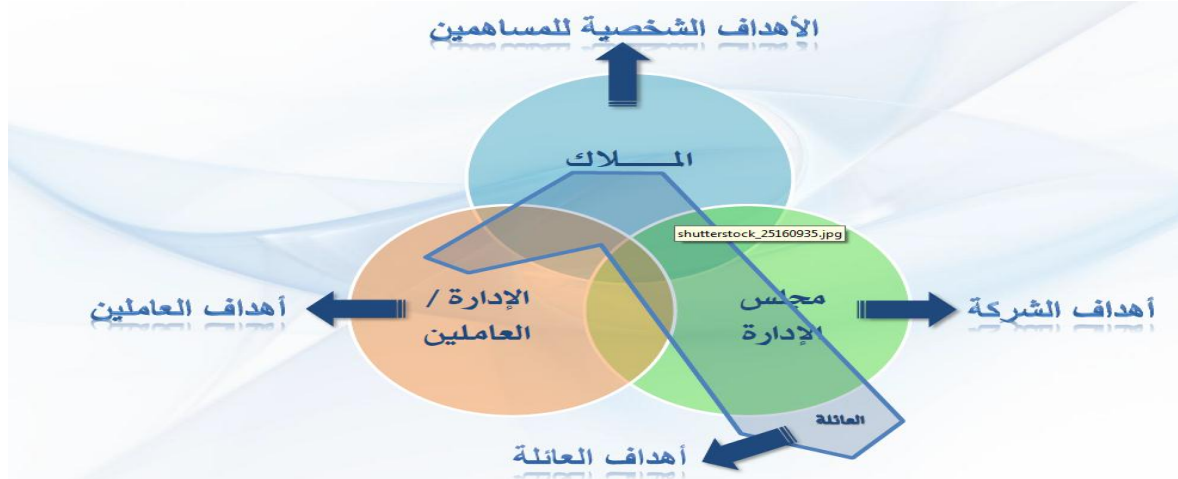 الأهداف الشخصية للمساهمين
المـــــلاك
shutterstock_25160935.jpg
أهداف الشركة
مجلس
الإدارة
الإدارة /
العاملين
أهداف العاملين
العائلة
أهداف العائلة